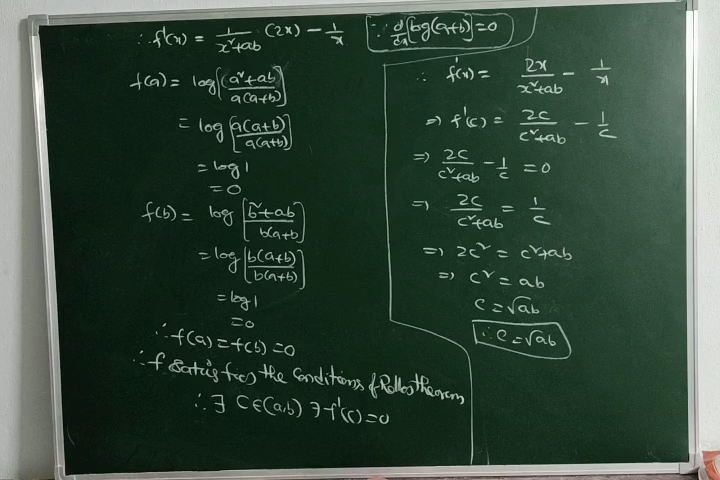 ∴ f'(x) = 1/(x²+ab) (2x) − 1/x
∵ d/dx [log(a+b)] = 0
f(a) = log[(a²+ab)/(a(a+b))]
= log[a(a+b)/a(a+b)]
= log 1
= 0
f(b) = log[(b²+ab)/(b(a+b))]
= log[b(a+b)/b(a+b)]
= log 1
= 0
∴ f(a) = f(b) = 0
∴ f satisfies the conditions of Rolles theorem
∴ ∃ C ∈ (a,b) ∋ f'(c) = 0
∴ f'(x) = 2x/(x²+ab) − 1/x
⇒ f'(c) = 2c/(c²+ab) − 1/c
⇒ 2c/(c²+ab) − 1/c = 0
⇒ 2c/(c²+ab) = 1/c
⇒ 2c² = c²+ab
⇒ c² = ab
c = √ab
∴ c = √ab